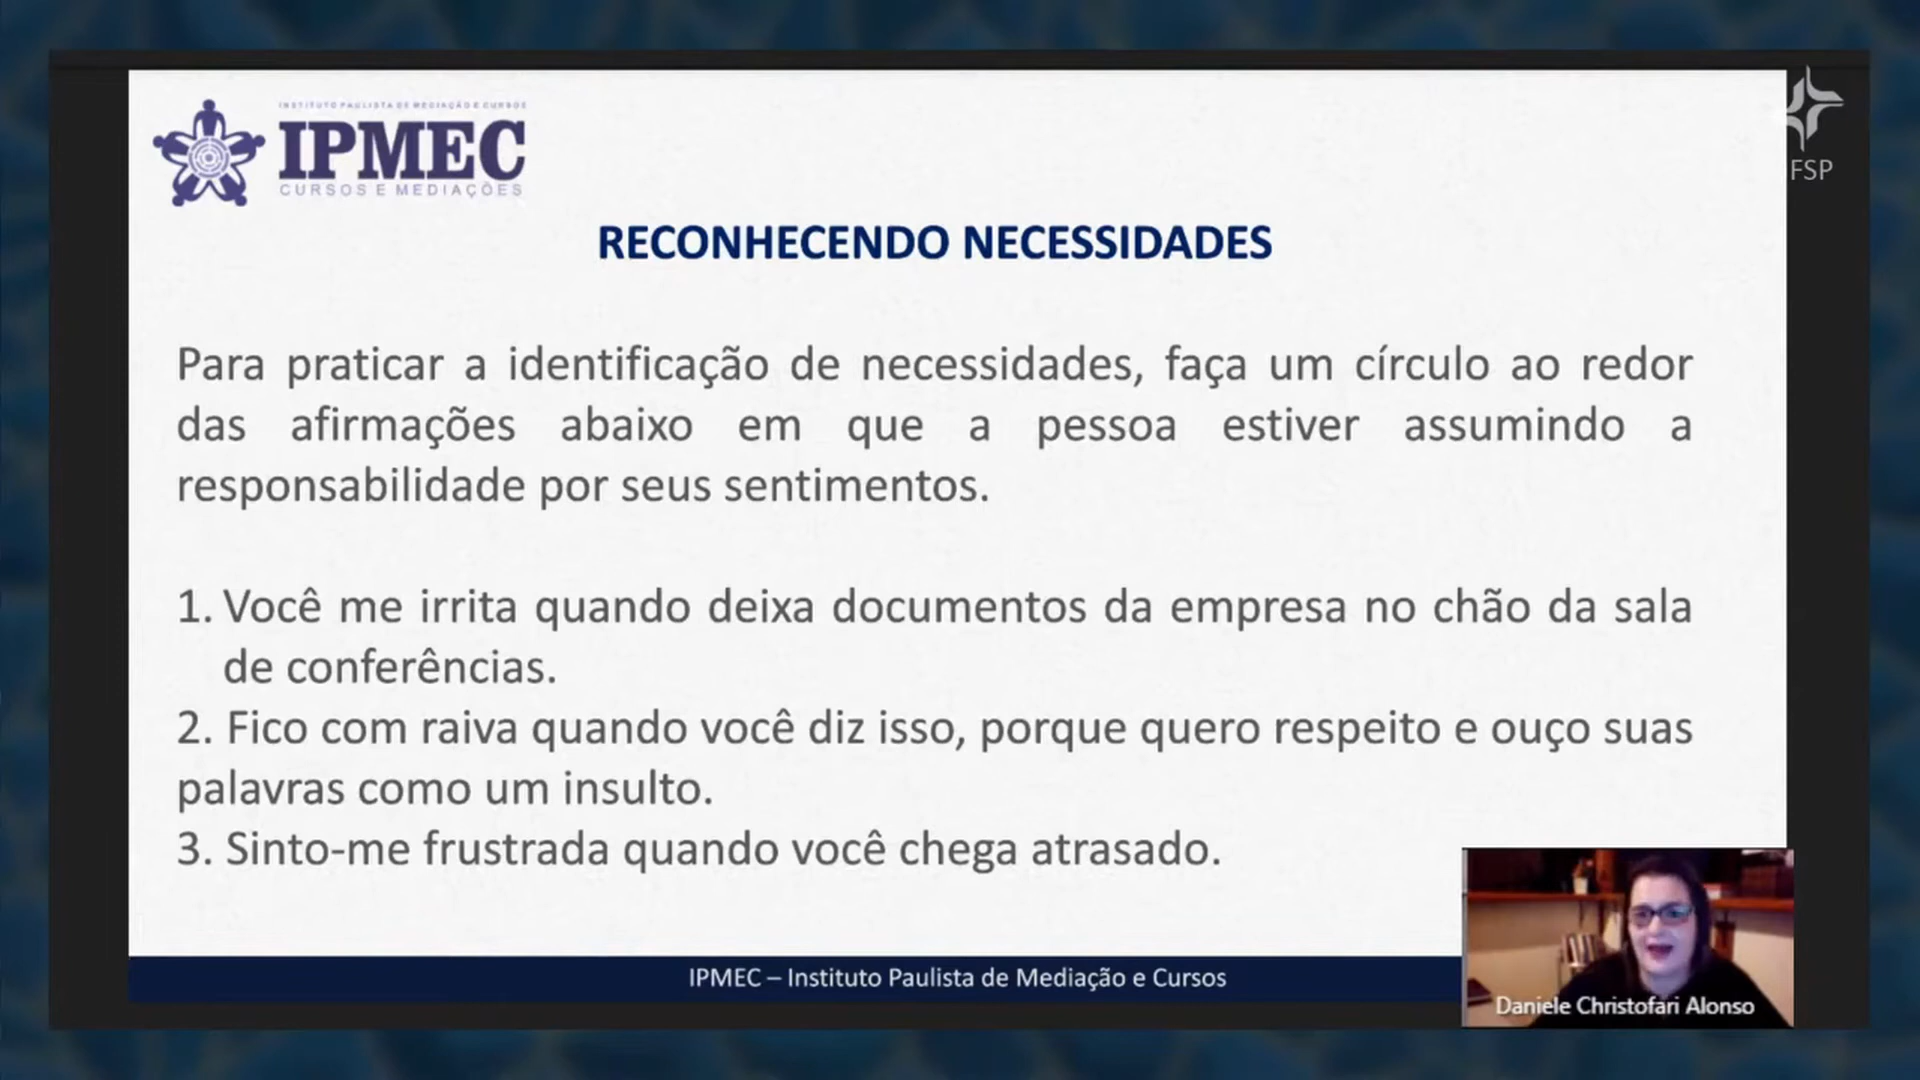 INSTITUTO PAULISTA DE MEDIAÇÃO E CURSOS
IPMEC
CURSOS E MEDIAÇÕES
FSP
RECONHECENDO NECESSIDADES
Para praticar a identificação de necessidades, faça um círculo ao redor
das afirmações abaixo em que a pessoa estiver assumindo a
responsabilidade por seus sentimentos.
1. Você me irrita quando deixa documentos da empresa no chão da sala
de conferências.
2. Fico com raiva quando você diz isso, porque quero respeito e ouço suas
palavras como um insulto.
3. Sinto-me frustrada quando você chega atrasado.
IPMEC – Instituto Paulista de Mediação e Cursos
Daniele Christofari Alonso